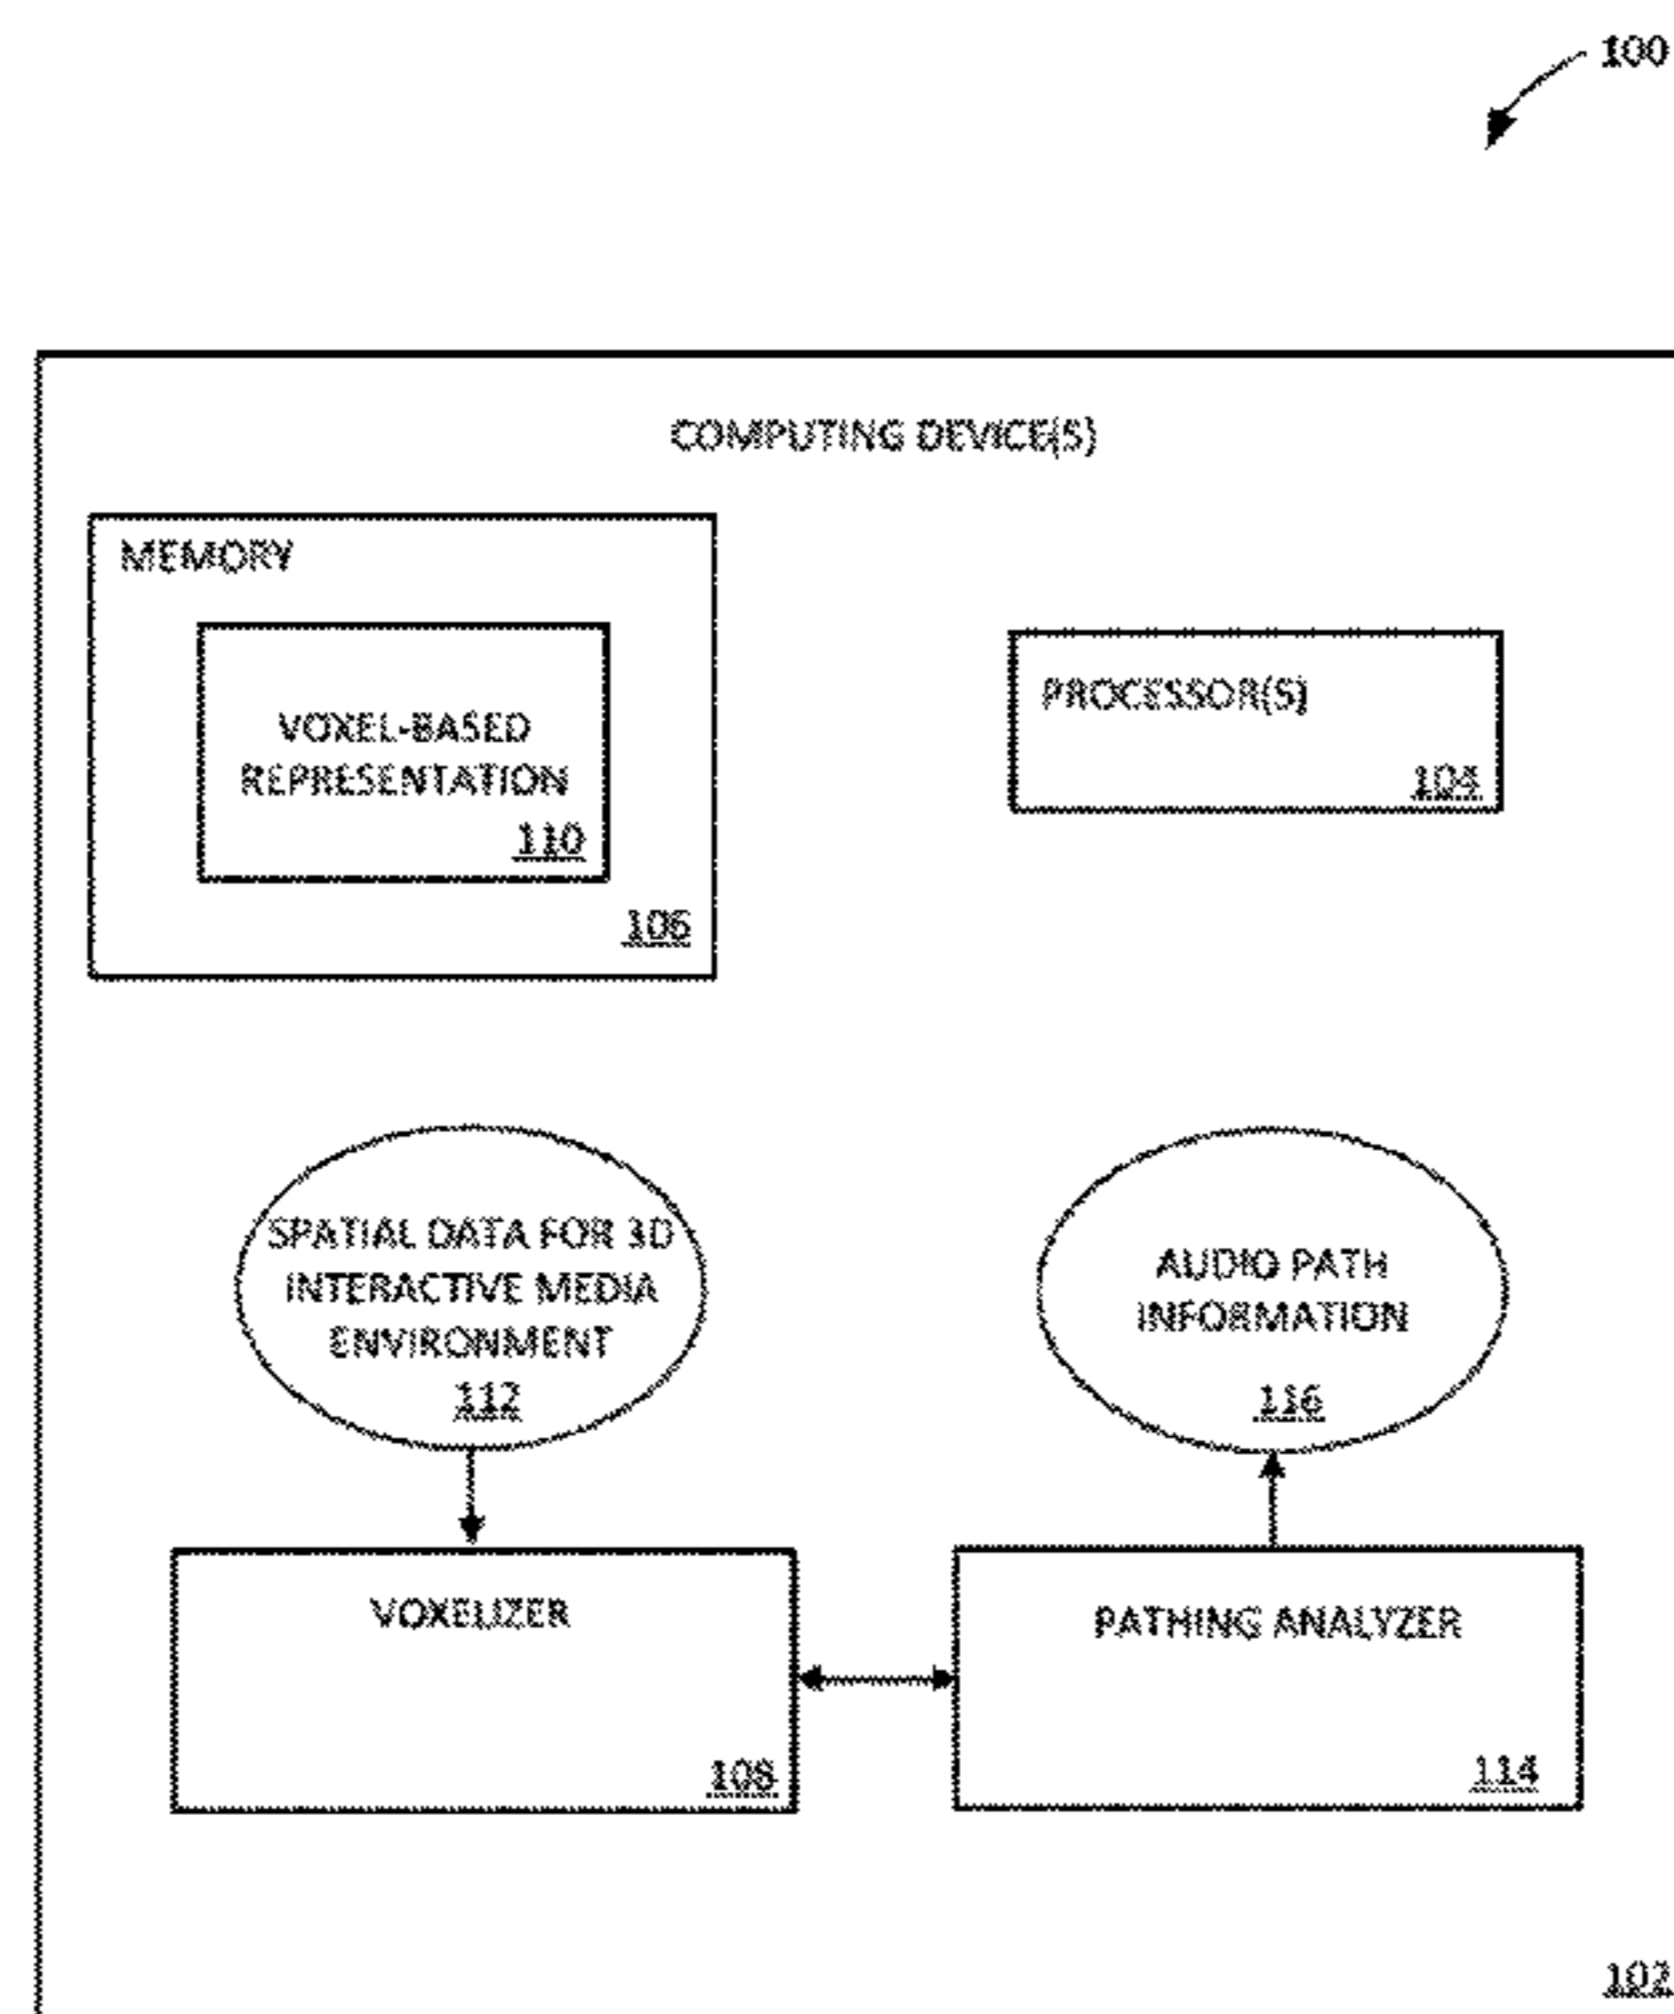 100
COMPUTING DEVICE(S)
MEMORY
VOXEL-BASED
REPRESENTATION
110
106
PROCESSOR(S)
104
SPATIAL DATA FOR 3D
INTERACTIVE MEDIA
ENVIRONMENT
112
AUDIO PATH
INFORMATION
116
VOXELIZER
108
PATHING ANALYZER
114
102